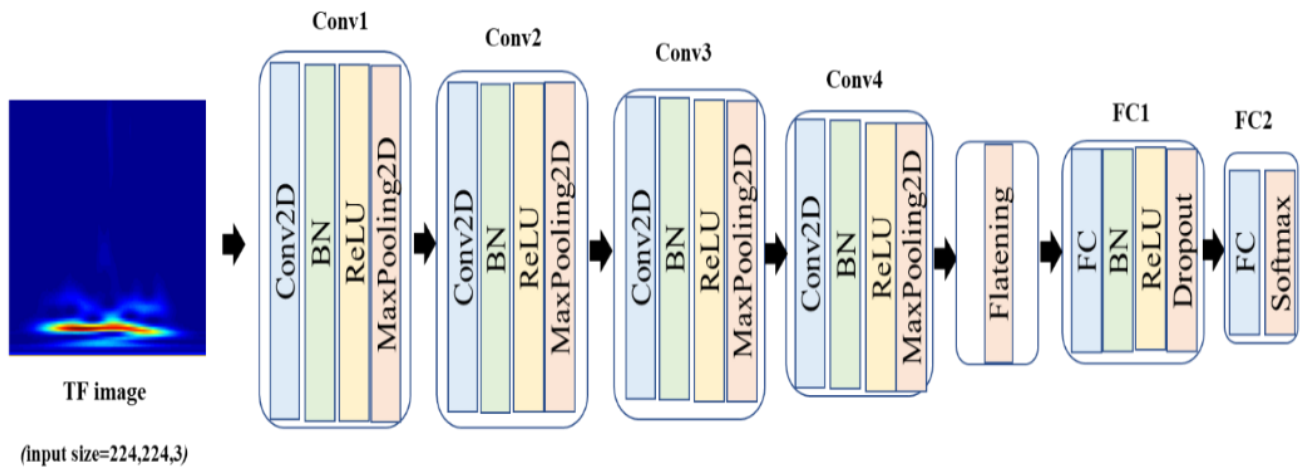 Conv1
Conv2
Conv3
Conv4
FC1
FC2
Conv2D
BN
ReLU
MaxPooling2D
Conv2D
BN
ReLU
MaxPooling2D
Conv2D
BN
ReLU
MaxPooling2D
Conv2D
BN
ReLU
MaxPooling2D
Flatening
FC
BN
ReLU
Dropout
FC
Softmax
TF image
(input size=224,224,3)